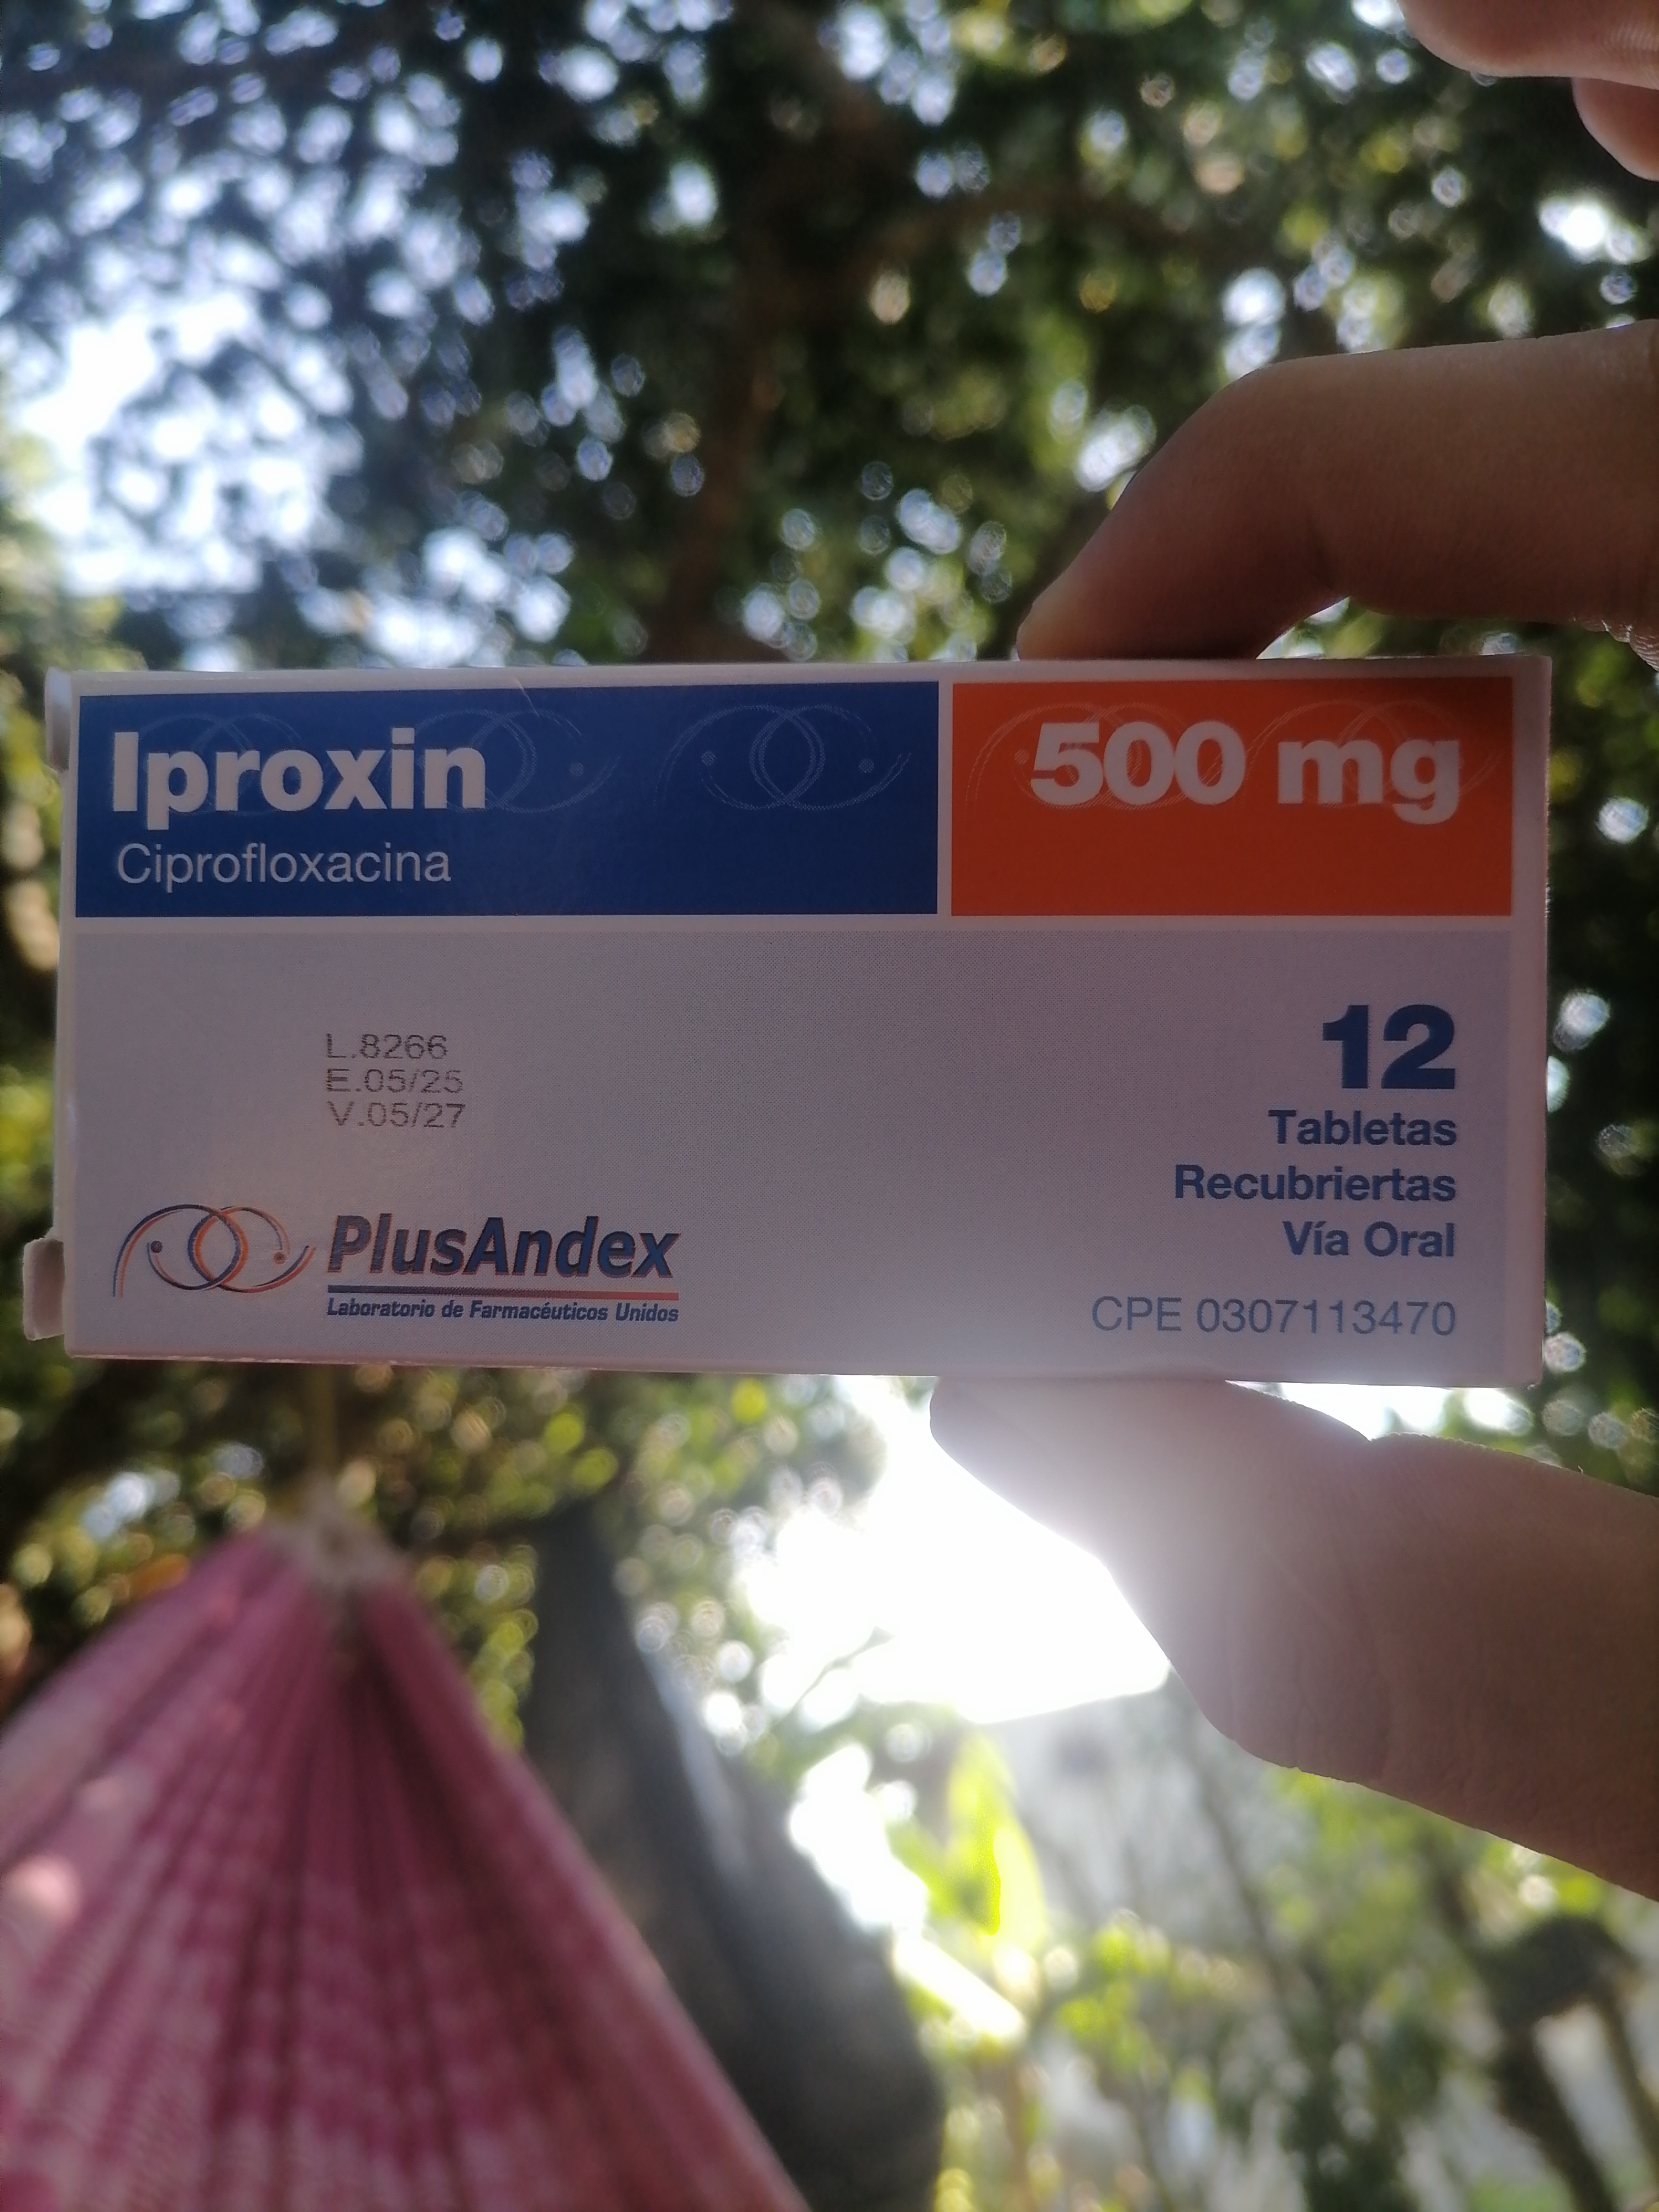 Iproxin
Ciprofloxacina
500 mg
L.8266
E.05/25
V.05/27
12
Tabletas
Recubriertas
Vía Oral
PlusAndex
Laboratorio de Farmacéuticos Unidos
CPE 0307113470